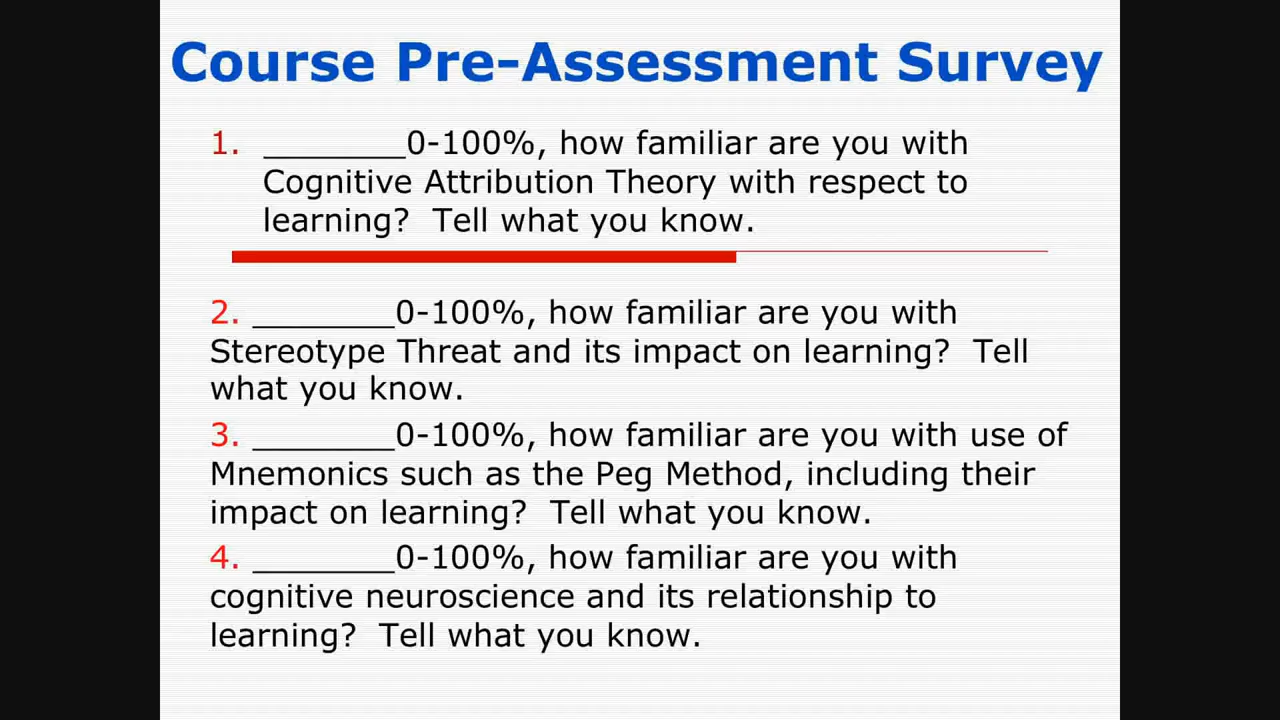 Course Pre-Assessment Survey
1. _______0-100%, how familiar are you with
Cognitive Attribution Theory with respect to
learning? Tell what you know.
2. _______0-100%, how familiar are you with
Stereotype Threat and its impact on learning? Tell
what you know.
3. _______0-100%, how familiar are you with use of
Mnemonics such as the Peg Method, including their
impact on learning? Tell what you know.
4. _______0-100%, how familiar are you with
cognitive neuroscience and its relationship to
learning? Tell what you know.